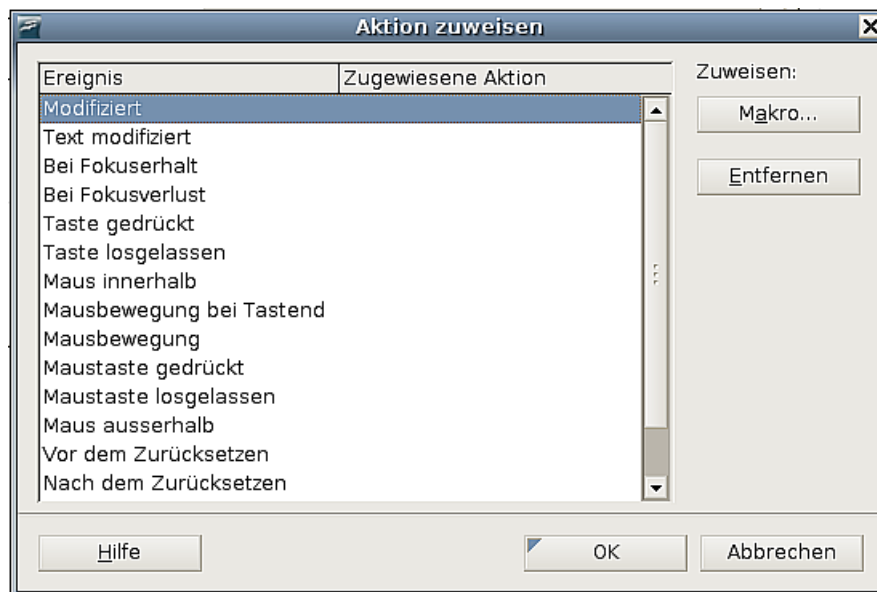 Aktion zuweisen
Ereignis Zugewiesene Aktion
Zuweisen:
Modifiziert
Makro...
Text modifiziert
Bei Fokuserhalt
Entfernen
Bei Fokusverlust
Taste gedrückt
Taste losgelassen
Maus innerhalb
Mausbewegung bei Tastend
Mausbewegung
Maustaste gedrückt
Maustaste losgelassen
Maus ausserhalb
Vor dem Zurücksetzen
Nach dem Zurücksetzen
Hilfe OK Abbrechen